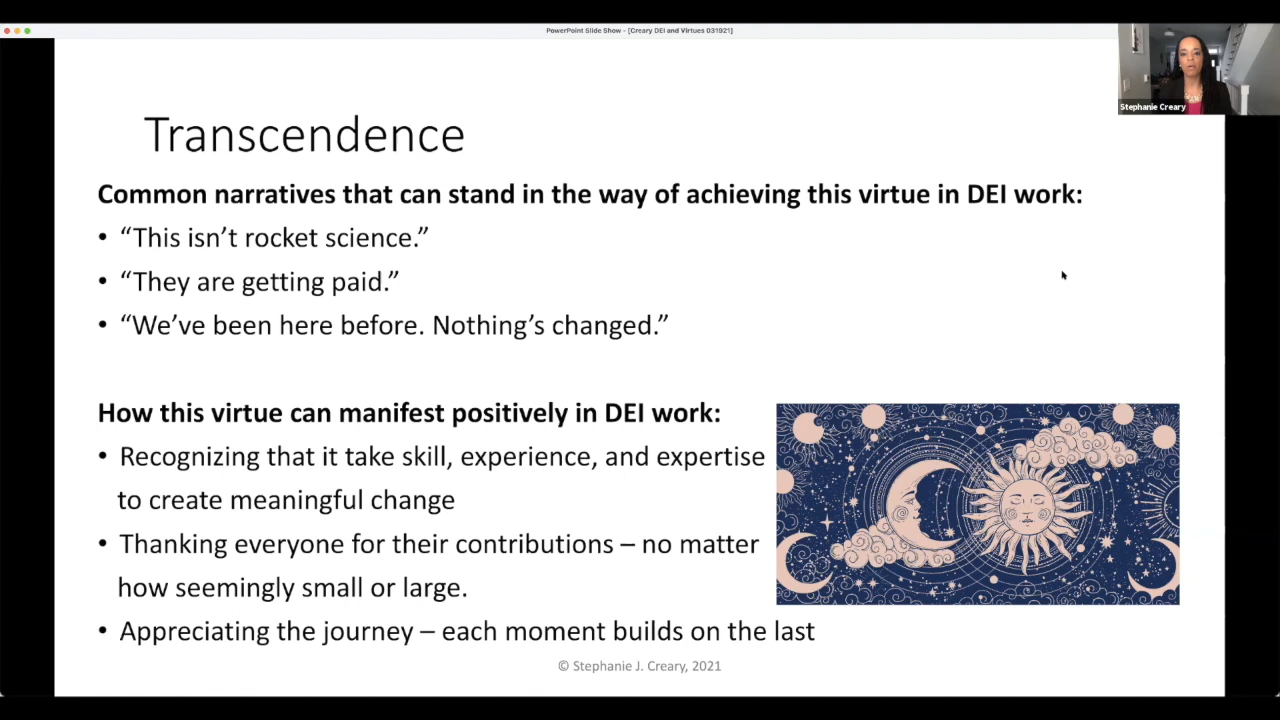 PowerPoint Slide Show - [Creary DEI and Virtues 031921]
Stephanie Creary
Transcendence
Common narratives that can stand in the way of achieving this virtue in DEI work:
• “This isn’t rocket science.”
• “They are getting paid.”
• “We’ve been here before. Nothing’s changed.”
How this virtue can manifest positively in DEI work:
• Recognizing that it take skill, experience, and expertise
to create meaningful change
• Thanking everyone for their contributions – no matter
how seemingly small or large.
• Appreciating the journey – each moment builds on the last
© Stephanie J. Creary, 2021